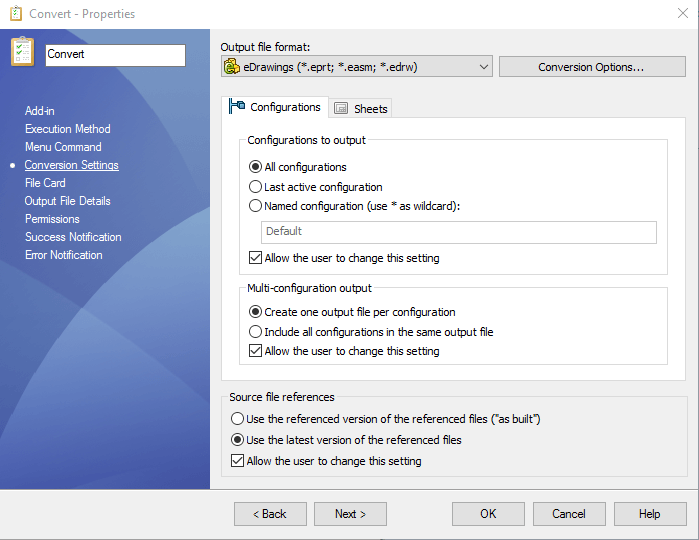 Convert - Properties
Convert
Add-in
Execution Method
Menu Command
Conversion Settings
File Card
Output File Details
Permissions
Success Notification
Error Notification
Output file format:
eDrawings (*.eprt; *.easm; *.edrw)
Conversion Options...
Configurations
Sheets
Configurations to output
All configurations
Last active configuration
Named configuration (use * as wildcard):
Default
Allow the user to change this setting
Multi-configuration output
Create one output file per configuration
Include all configurations in the same output file
Allow the user to change this setting
Source file references
Use the referenced version of the referenced files ("as built")
Use the latest version of the referenced files
Allow the user to change this setting
< Back
Next >
OK
Cancel
Help